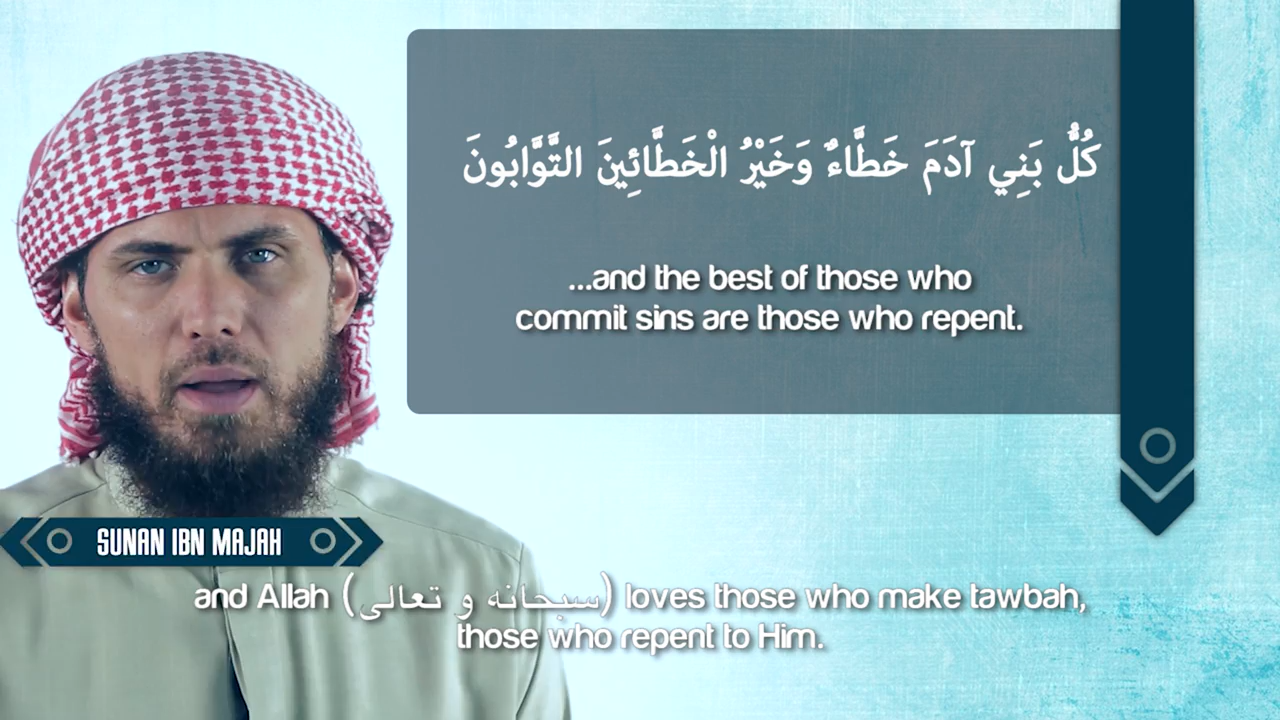 كُلُّ بَنِي آدَمَ خَطَّاءٌ وَخَيْرُ الْخَطَّائِينَ التَّوَّابُونَ
...and the best of those who
commit sins are those who repent.
SUNAN IBN MAJAH
and Allah (سبحانه و تعالى) loves those who make tawbah,
those who repent to Him.